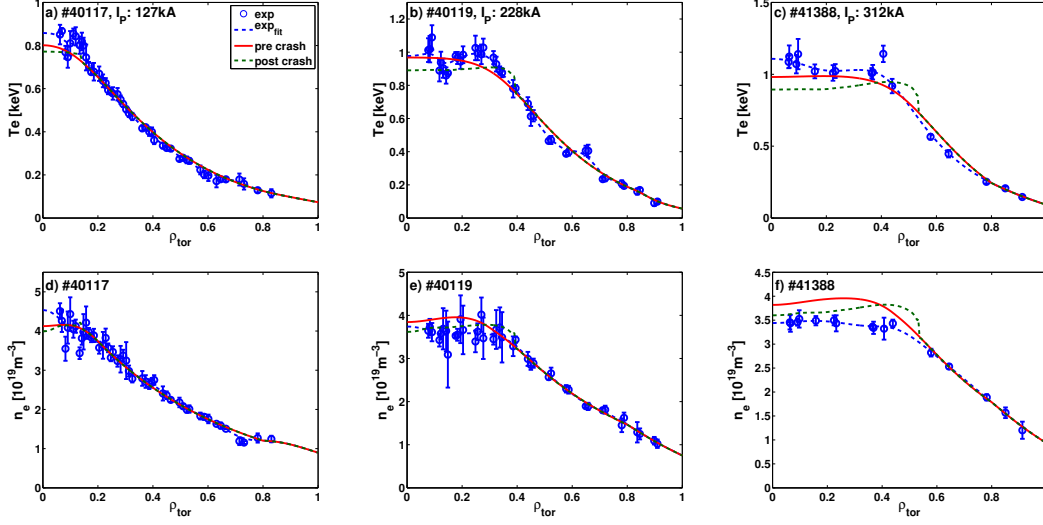 a) #40117, I_P: 127kA
exp
exp_fit
pre crash
post crash
Te [keV]
1
0.8
0.6
0.4
0.2
0
0 0.2 0.4 0.6 0.8 1
ρ_tor
b) #40119, I_P: 228kA
Te [keV]
1.4
1.2
1
0.8
0.6
0.4
0.2
0
0 0.2 0.4 0.6 0.8 1
ρ_tor
c) #41388, I_P: 312kA
Te [keV]
1.5
1
0.5
0
0 0.2 0.4 0.6 0.8 1
ρ_tor
d) #40117
n_e [10^19 m^-3]
5
4
3
2
1
0
0 0.2 0.4 0.6 0.8 1
ρ_tor
e) #40119
n_e [10^19 m^-3]
5
4
3
2
1
0
0 0.2 0.4 0.6 0.8 1
ρ_tor
f) #41388
n_e [10^19 m^-3]
4.5
4
3.5
3
2.5
2
1.5
1
0.5
0
0 0.2 0.4 0.6 0.8 1
ρ_tor